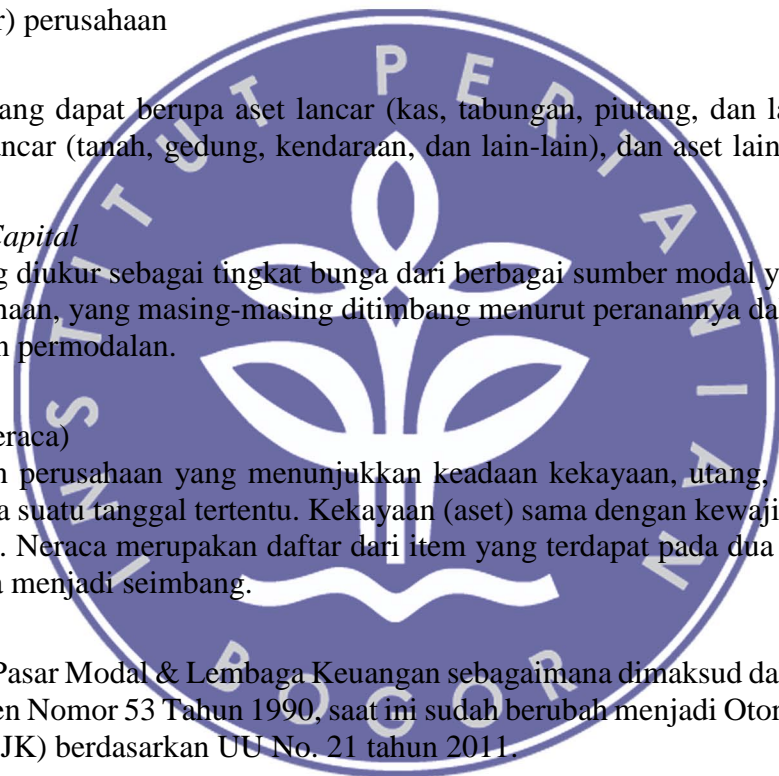 r) perusahaan
ang dapat berupa aset lancar (kas, tabungan, piutang, dan la
ncar (tanah, gedung, kendaraan, dan lain-lain), dan aset lain
Capital
g diukur sebagai tingkat bunga dari berbagai sumber modal y
naan, yang masing-masing ditimbang menurut peranannya da
n permodalan.
eraca)
n perusahaan yang menunjukkan keadaan kekayaan, utang,
a suatu tanggal tertentu. Kekayaan (aset) sama dengan kewaji
. Neraca merupakan daftar dari item yang terdapat pada dua
a menjadi seimbang.
Pasar Modal & Lembaga Keuangan sebagaimana dimaksud da
en Nomor 53 Tahun 1990, saat ini sudah berubah menjadi Otor
JK) berdasarkan UU No. 21 tahun 2011.
INSTITUT PERTANIAN
BOGOR